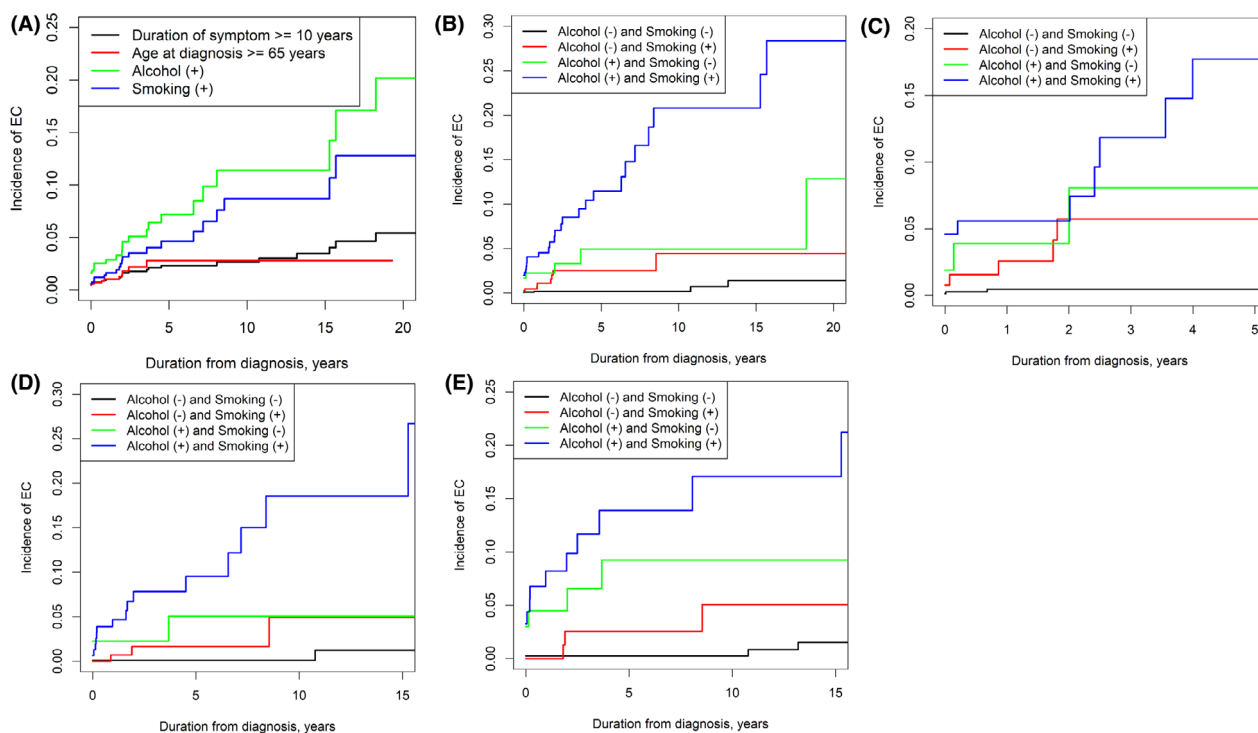 (A)
Incidence of EC
0.25
0.20
0.15
0.10
0.05
0.00
Duration of symptom >= 10 years
Age at diagnosis >= 65 years
Alcohol (+)
Smoking (+)
0 5 10 15 20
Duration from diagnosis, years
(B)
Incidence of EC
0.30
0.25
0.20
0.15
0.10
0.05
0.00
Alcohol (-) and Smoking (-)
Alcohol (-) and Smoking (+)
Alcohol (+) and Smoking (-)
Alcohol (+) and Smoking (+)
0 5 10 15 20
Duration from diagnosis, years
(C)
Incidence of EC
0.20
0.15
0.10
0.05
0.00
Alcohol (-) and Smoking (-)
Alcohol (-) and Smoking (+)
Alcohol (+) and Smoking (-)
Alcohol (+) and Smoking (+)
0 1 2 3 4 5
Duration from diagnosis, years
(D)
Incidence of EC
0.30
0.25
0.20
0.15
0.10
0.05
0.00
Alcohol (-) and Smoking (-)
Alcohol (-) and Smoking (+)
Alcohol (+) and Smoking (-)
Alcohol (+) and Smoking (+)
0 5 10 15
Duration from diagnosis, years
(E)
Incidence of EC
0.25
0.20
0.15
0.10
0.05
0.00
Alcohol (-) and Smoking (-)
Alcohol (-) and Smoking (+)
Alcohol (+) and Smoking (-)
Alcohol (+) and Smoking (+)
0 5 10 15
Duration from diagnosis, years